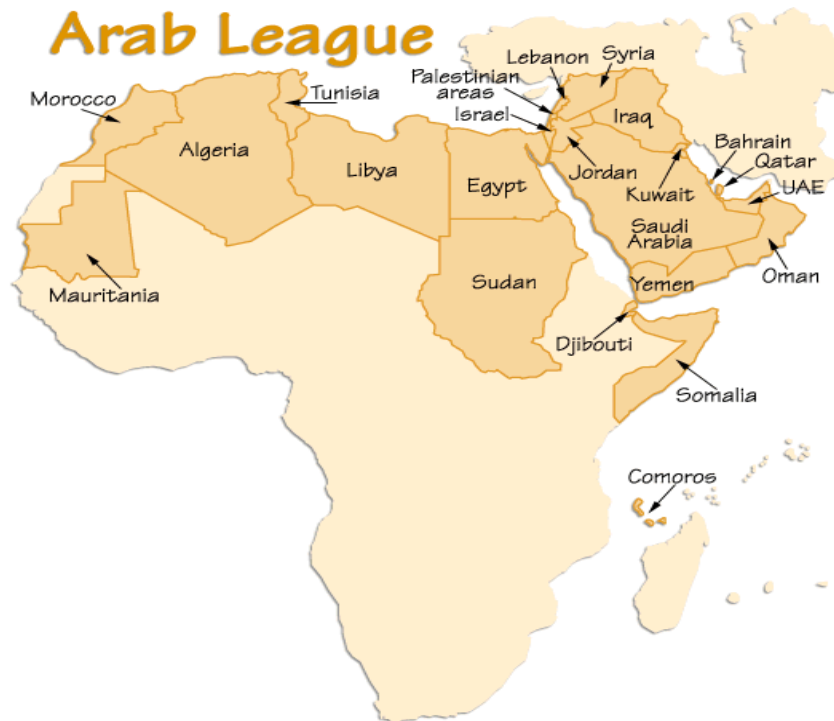 Arab League
Lebanon
Syria
Palestinian
areas
Morocco
Tunisia
Israel
Iraq
Algeria
Bahrain
Libya
Jordan
Qatar
Egypt
Kuwait
UAE
Saudi
Arabia
Sudan
Yemen
Oman
Mauritania
Djibouti
Somalia
Comoros